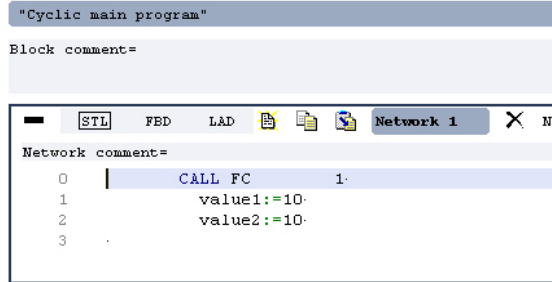 "Cyclic main program"
Block comment=
STL FBD LAD Network 1 N
Network comment=
0 CALL FC 1
1 value1:=10
2 value2:=10
3